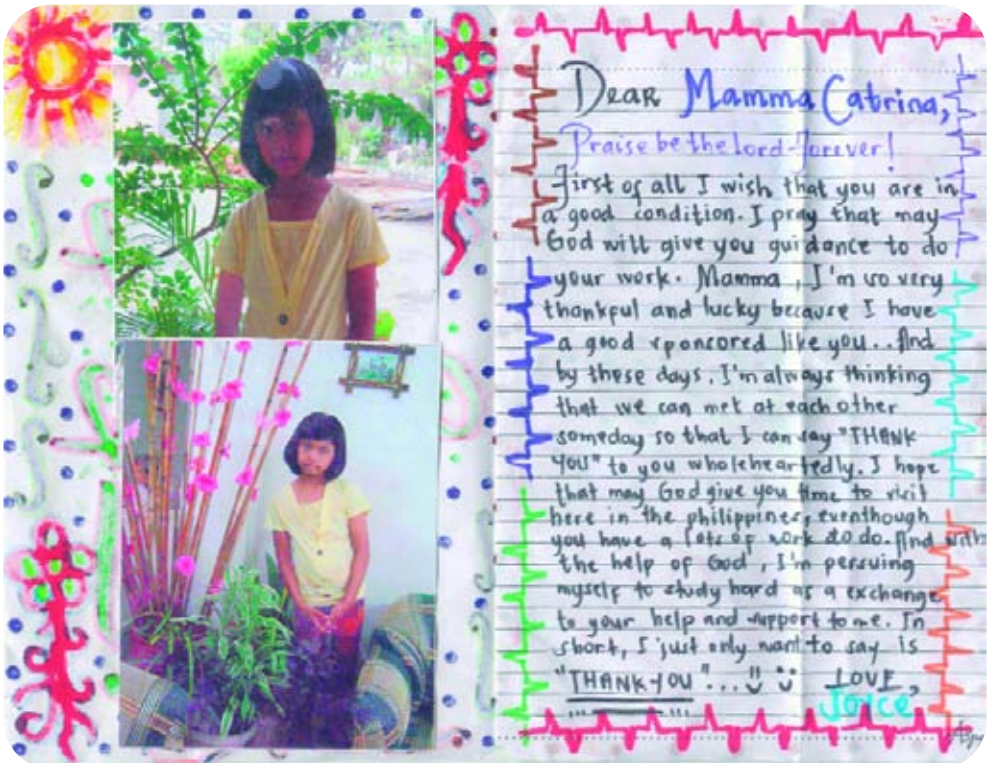 Dear Mamma Catrina,
Praise be the lord forever!
First of all I wish that you are in
a good condition. I pray that may
God will give you guidance to do
your work. Mamma, I'm so very
thankful and lucky because I have
a good sponsored like you.. And
by these days, I'm always thinking
that we can met at each other
someday so that I can say "THANK
YOU" to you wholeheartedly. I hope
that may God give you time to visit
here in the philippines, eventhough
you have a lots of work do do. And with
the help of God, I'm persuing
myself to study hard as a exchange
to your help and support to me. In
short, I just only want to say is
"THANK YOU"... LOVE,
Joyce